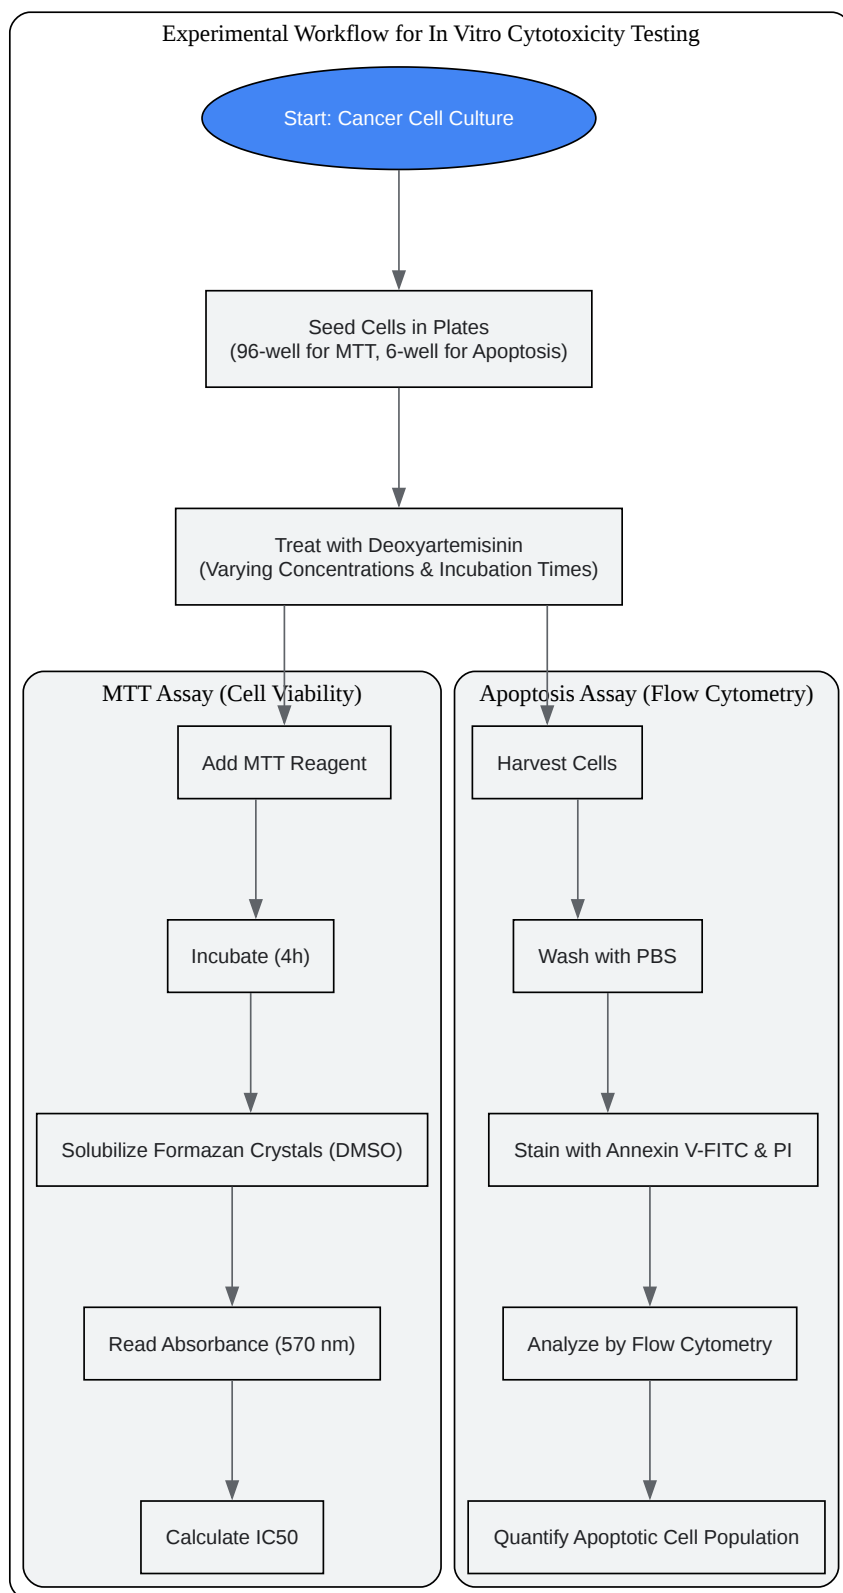 Experimental Workflow for In Vitro Cytotoxicity Testing
Start: Cancer Cell Culture
Seed Cells in Plates
(96-well for MTT, 6-well for Apoptosis)
Treat with Deoxyartemisinin
(Varying Concentrations & Incubation Times)
MTT Assay (Cell Viability)
Add MTT Reagent
Incubate (4h)
Solubilize Formazan Crystals (DMSO)
Read Absorbance (570 nm)
Calculate IC50
Apoptosis Assay (Flow Cytometry)
Harvest Cells
Wash with PBS
Stain with Annexin V-FITC & PI
Analyze by Flow Cytometry
Quantify Apoptotic Cell Population